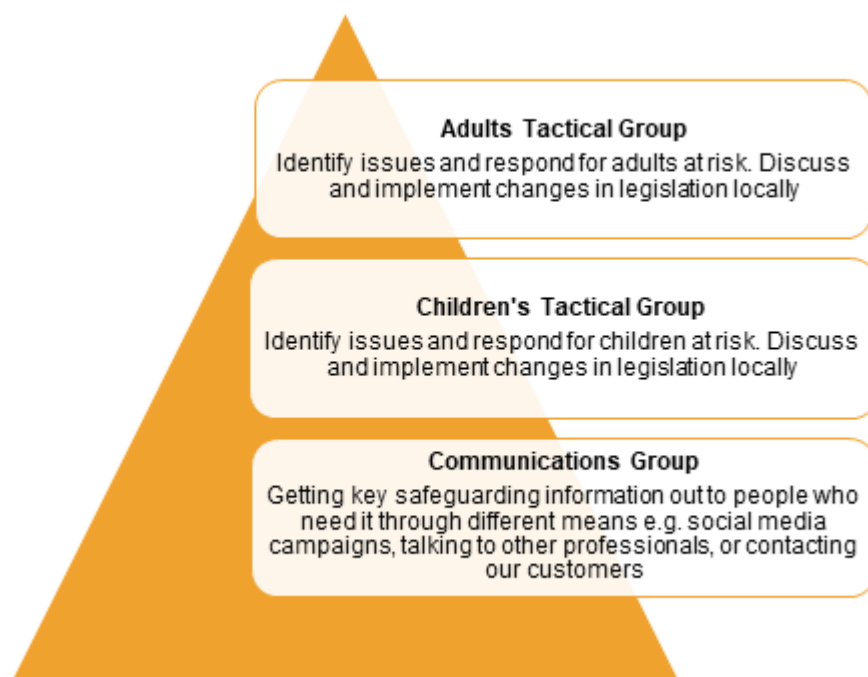 Adults Tactical Group
Identify issues and respond for adults at risk. Discuss
and implement changes in legislation locally
Children's Tactical Group
Identify issues and respond for children at risk. Discuss
and implement changes in legislation locally
Communications Group
Getting key safeguarding information out to people who
need it through different means e.g. social media
campaigns, talking to other professionals, or contacting
our customers